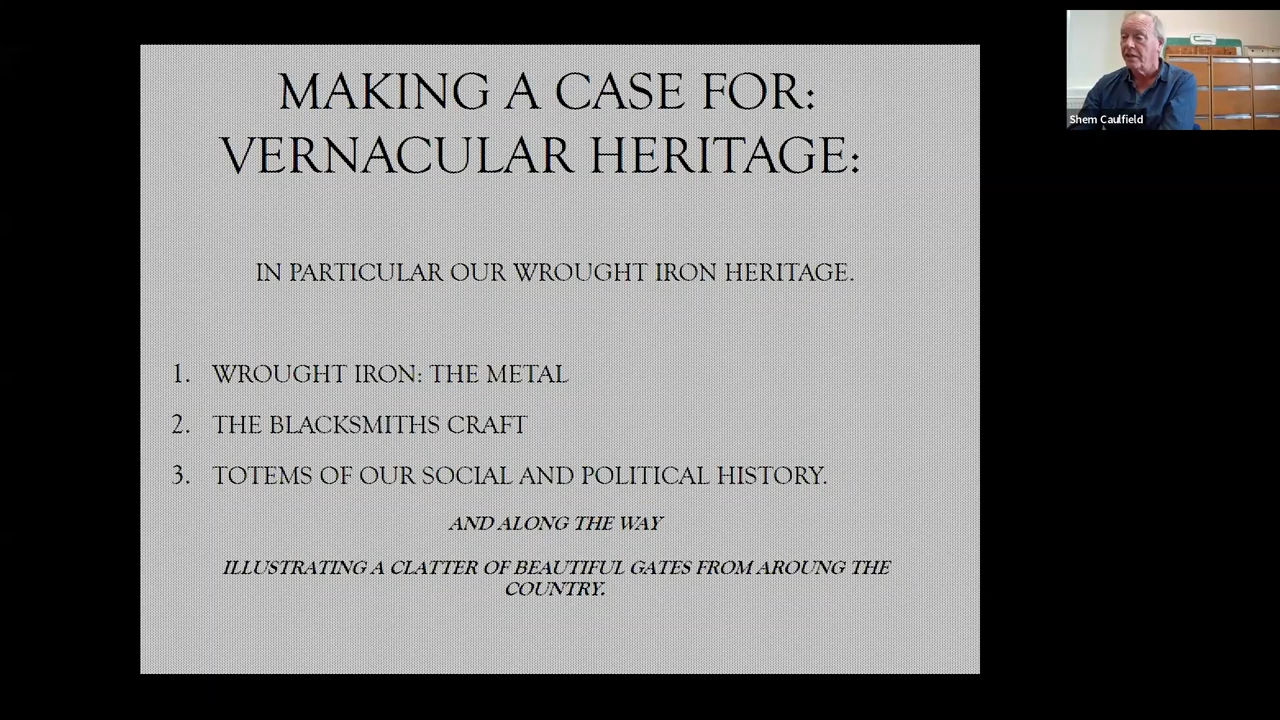 MAKING A CASE FOR:
VERNACULAR HERITAGE:
IN PARTICULAR OUR WROUGHT IRON HERITAGE.
1. WROUGHT IRON: THE METAL
2. THE BLACKSMITHS CRAFT
3. TOTEMS OF OUR SOCIAL AND POLITICAL HISTORY.
AND ALONG THE WAY
ILLUSTRATING A CLATTER OF BEAUTIFUL GATES FROM AROUNG THE
COUNTRY.
Shem Caulfield